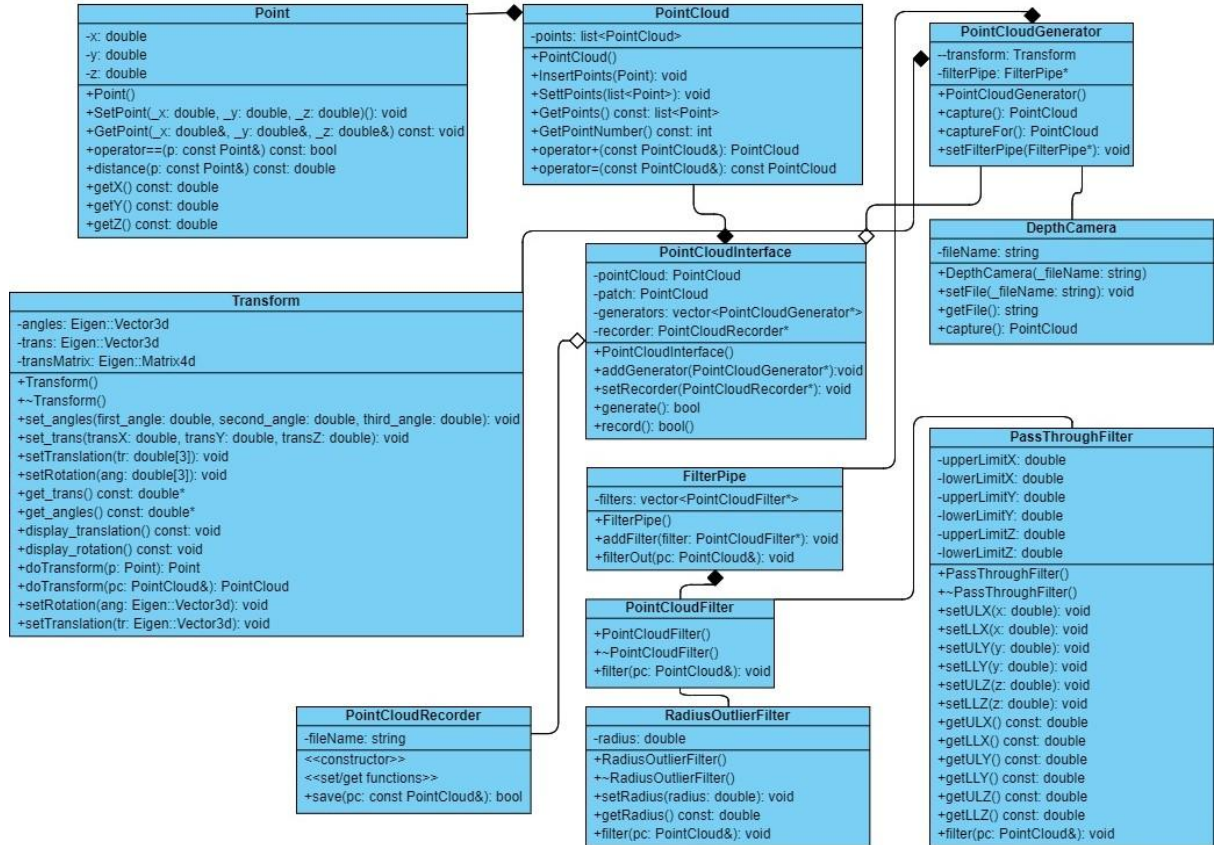 Point
-x: double
-y: double
-z: double
+Point()
+SetPoint(_x: double, _y: double, _z: double)(): void
+GetPoint(_x: double&, _y: double&, _z: double&) const: void
+operator==(p: const Point&) const: bool
+distance(p: const Point&) const: double
+getX() const: double
+getY() const: double
+getZ() const: double
PointCloud
-points: list<PointCloud>
+PointCloud()
+InsertPoints(Point): void
+SettPoints(list<Point>): void
+GetPoints() const: list<Point>
+GetPointNumber() const: int
+operator+(const PointCloud&): PointCloud
+operator=(const PointCloud&): const PointCloud
PointCloudGenerator
--transform: Transform
-filterPipe: FilterPipe*
+PointCloudGenerator()
+capture(): PointCloud
+captureFor(): PointCloud
+setFilterPipe(FilterPipe*): void
DepthCamera
-fileName: string
+DepthCamera(_fileName: string)
+setFile(_fileName: string): void
+getFile(): string
+capture(): PointCloud
PointCloudInterface
-pointCloud: PointCloud
-patch: PointCloud
-generators: vector<PointCloudGenerator*>
-recorder: PointCloudRecorder*
+PointCloudInterface()
+addGenerator(PointCloudGenerator*):void
+setRecorder(PointCloudRecorder*): void
+generate(): bool
+record(): bool()
Transform
-angles: Eigen::Vector3d
-trans: Eigen::Vector3d
-transMatrix: Eigen::Matrix4d
+Transform()
+~Transform()
+set_angles(first_angle: double, second_angle: double, third_angle: double): void
+set_trans(transX: double, transY: double, transZ: double): void
+setTranslation(tr: double[3]): void
+setRotation(ang: double[3]): void
+get_trans() const: double*
+get_angles() const: double*
+display_translation() const: void
+display_rotation() const: void
+doTransform(p: Point): Point
+doTransform(pc: PointCloud&): PointCloud
+setRotation(ang: Eigen::Vector3d): void
+setTranslation(tr: Eigen::Vector3d): void
FilterPipe
-filters: vector<PointCloudFilter*>
+FilterPipe()
+addFilter(filter: PointCloudFilter*): void
+filterOut(pc: PointCloud&): void
PassThroughFilter
-upperLimitX: double
-lowerLimitX: double
-upperLimitY: double
-lowerLimitY: double
-upperLimitZ: double
-lowerLimitZ: double
+PassThroughFilter()
+~PassThroughFilter()
+setULX(x: double): void
+setLLX(x: double): void
+setULY(y: double): void
+setLLY(y: double): void
+setULZ(z: double): void
+setLLZ(z: double): void
+getULX() const: double
+getLLX() const: double
+getULY() const: double
+getLLY() const: double
+getULZ() const: double
+getLLZ() const: double
+filter(pc: PointCloud&): void
PointCloudFilter
+PointCloudFilter()
+~PointCloudFilter()
+filter(pc: PointCloud&): void
PointCloudRecorder
-fileName: string
<<constructor>>
<<set/get functions>>
+save(pc: const PointCloud&): bool
RadiusOutlierFilter
-radius: double
+RadiusOutlierFilter()
+~RadiusOutlierFilter()
+setRadius(radius: double): void
+getRadius() const: double
+filter(pc: PointCloud&): void